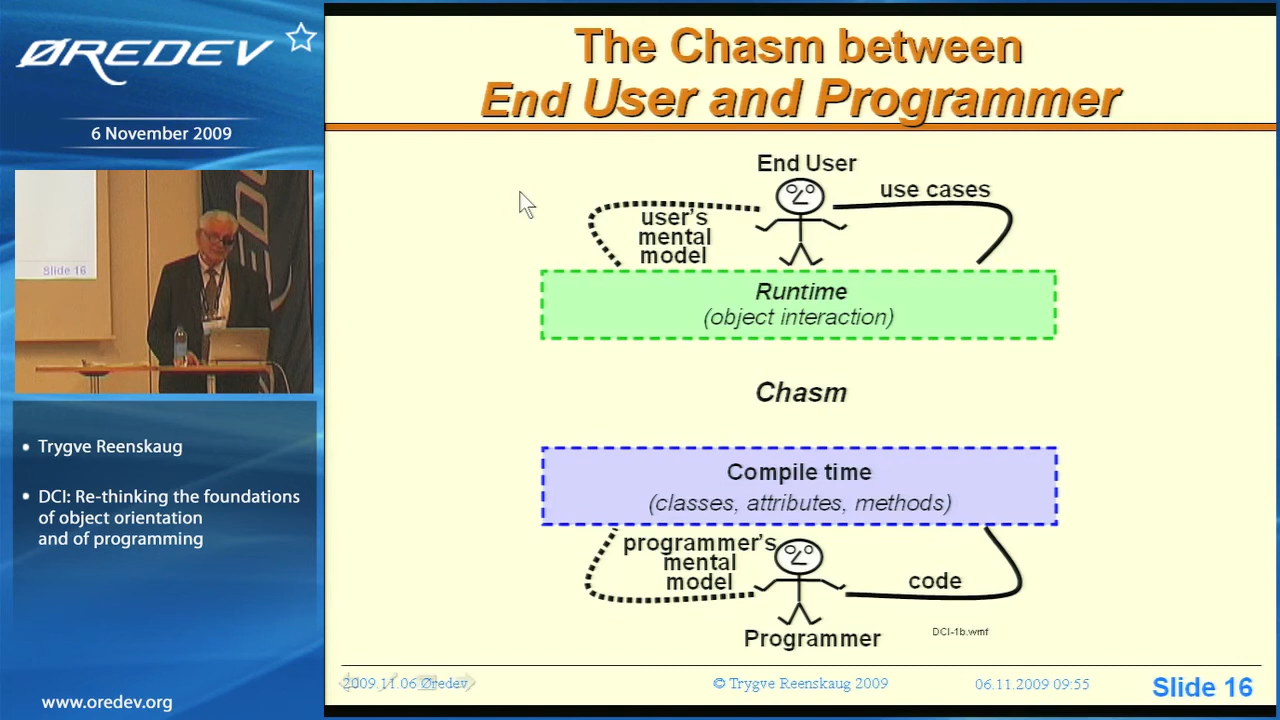 ØREDEV
6 November 2009
Slide 16
• Trygve Reenskaug
• DCI: Re-thinking the foundations
of object orientation
and of programming
www.oredev.org
The Chasm between
End User and Programmer
End User
use cases
user's
mental
model
Runtime
(object interaction)
Chasm
Compile time
(classes, attributes, methods)
programmer's
mental
model
code
Programmer
DCI-1b.wmf
2009.11.06 Øredev
© Trygve Reenskaug 2009
06.11.2009 09:55
Slide 16